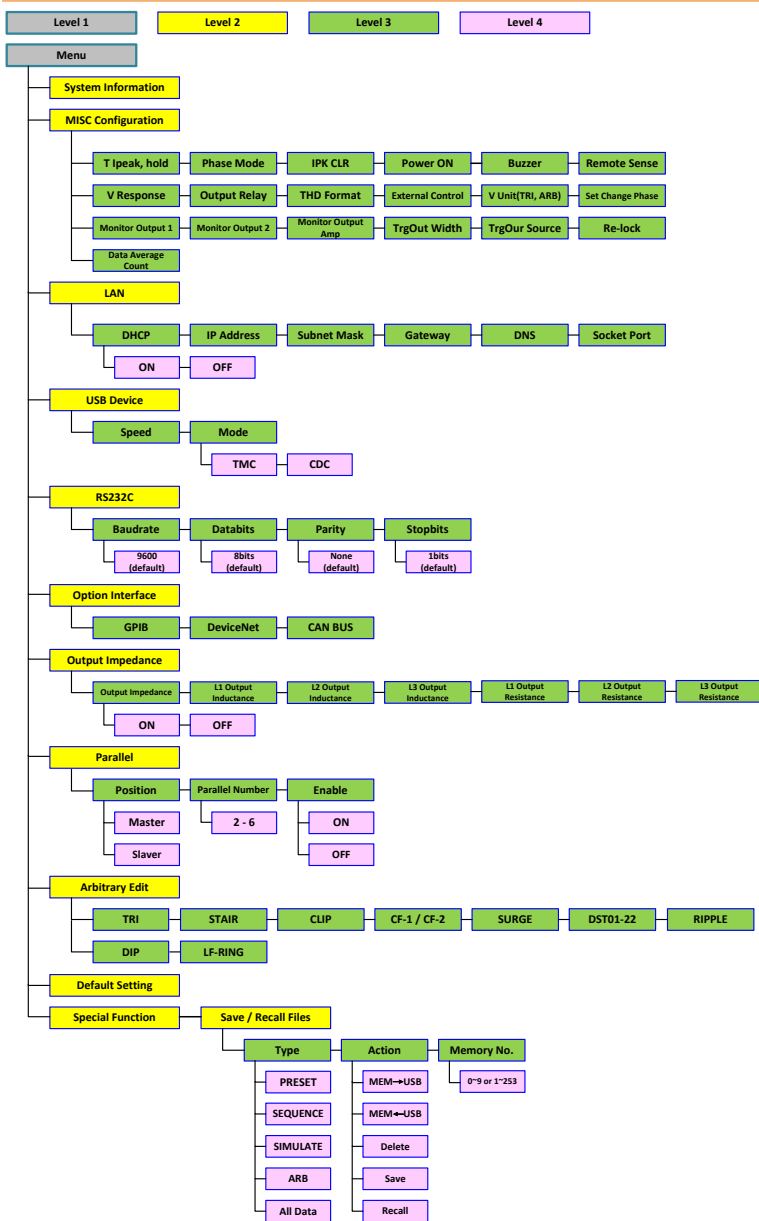 Level 1
Level 2
Level 3
Level 4
Menu
System Information
MISC Configuration
T Ipeak, hold
Phase Mode
IPK CLR
Power ON
Buzzer
Remote Sense
V Response
Output Relay
THD Format
External Control
V Unit(TRI, ARB)
Set Change Phase
Monitor Output 1
Monitor Output 2
Monitor Output
Amp
TrgOut Width
TrgOur Source
Re-lock
Data Average
Count
LAN
DHCP
IP Address
Subnet Mask
Gateway
DNS
Socket Port
ON
OFF
USB Device
Speed
Mode
TMC
CDC
RS232C
Baudrate
Databits
Parity
Stopbits
9600
(default)
8bits
(default)
None
(default)
1bits
(default)
Option Interface
GPIB
DeviceNet
CAN BUS
Output Impedance
Output Impedance
L1 Output
Inductance
L2 Output
Inductance
L3 Output
Inductance
L1 Output
Resistance
L2 Output
Resistance
L3 Output
Resistance
ON
OFF
Parallel
Position
Parallel Number
Enable
Master
2 - 6
ON
Slaver
OFF
Arbitrary Edit
TRI
STAIR
CLIP
CF-1 / CF-2
SURGE
DST01-22
RIPPLE
DIP
LF-RING
Default Setting
Special Function
Save / Recall Files
Type
Action
Memory No.
PRESET
MEM→USB
0~9 or 1~253
SEQUENCE
MEM←USB
SIMULATE
Delete
ARB
Save
All Data
Recall